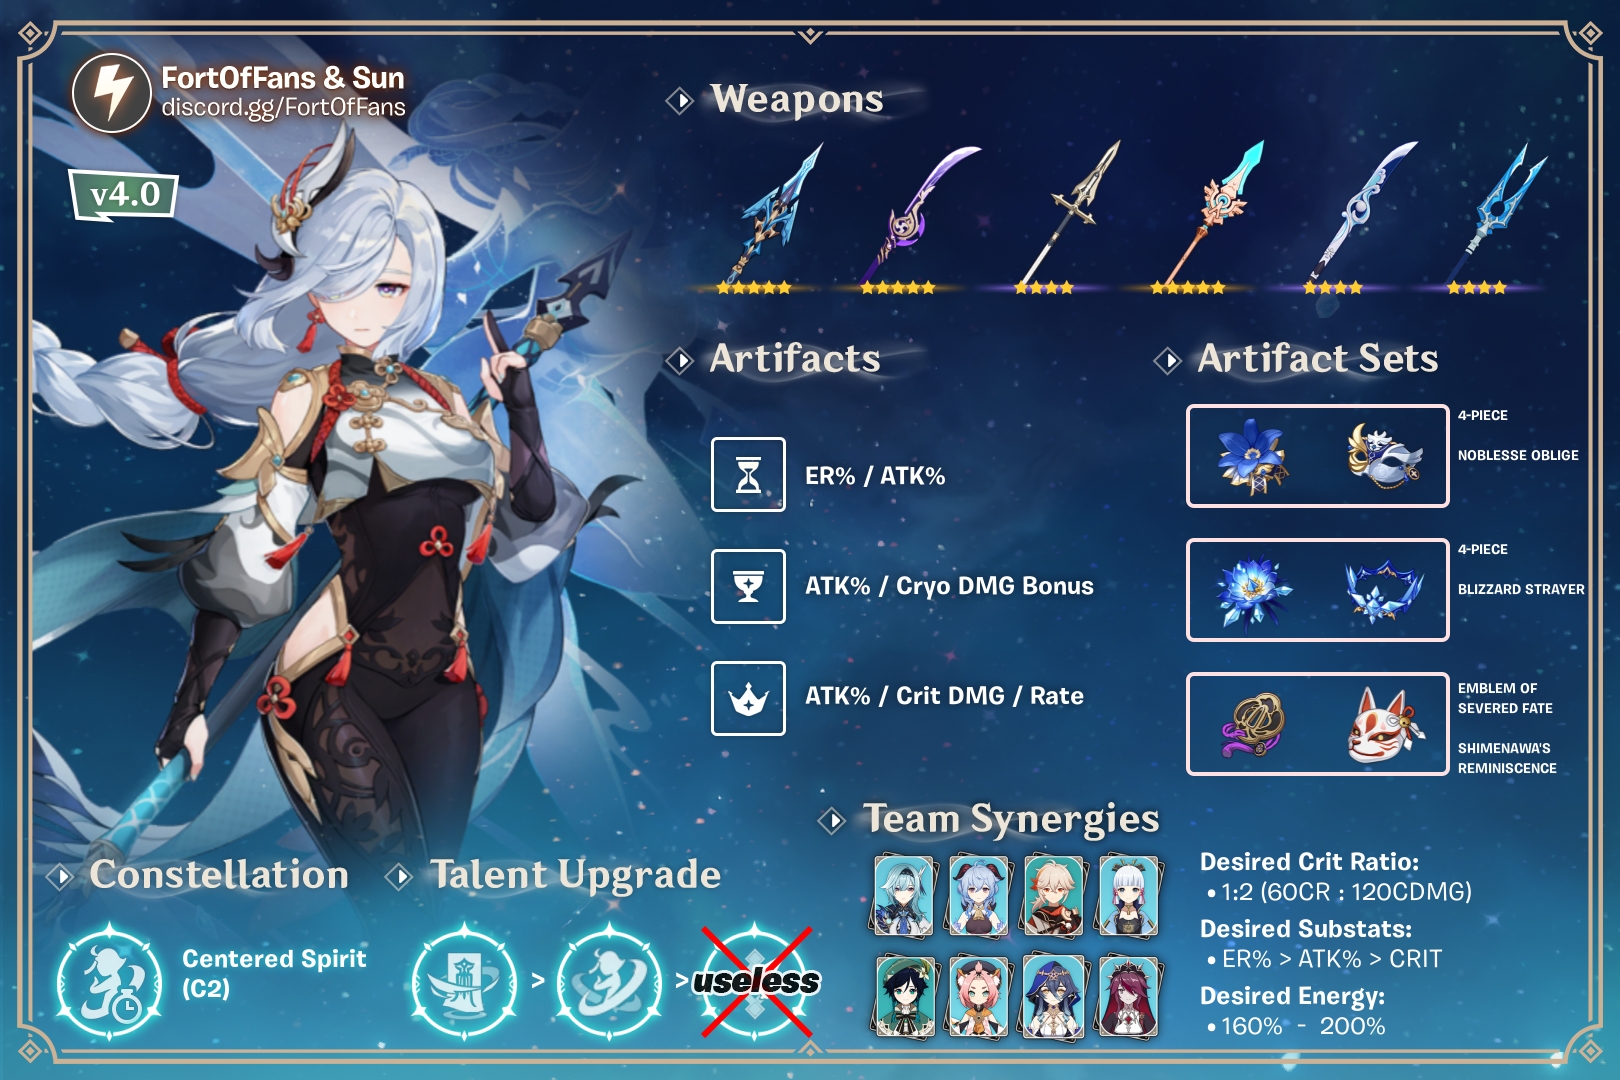 FortOfFans & Sun
discord.gg/FortOfFans
v4.0
Weapons
Artifacts
ER% / ATK%
ATK% / Cryo DMG Bonus
ATK% / Crit DMG / Rate
Artifact Sets
4-PIECE
NOBLESSE OBLIGE
4-PIECE
BLIZZARD STRAYER
EMBLEM OF
SEVERED FATE
SHIMENAWA'S
REMINISCENCE
Constellation
Centered Spirit
(C2)
Talent Upgrade
> > useless
Team Synergies
Desired Crit Ratio:
• 1:2 (60CR : 120CDMG)
Desired Substats:
• ER% > ATK% > CRIT
Desired Energy:
• 160% - 200%